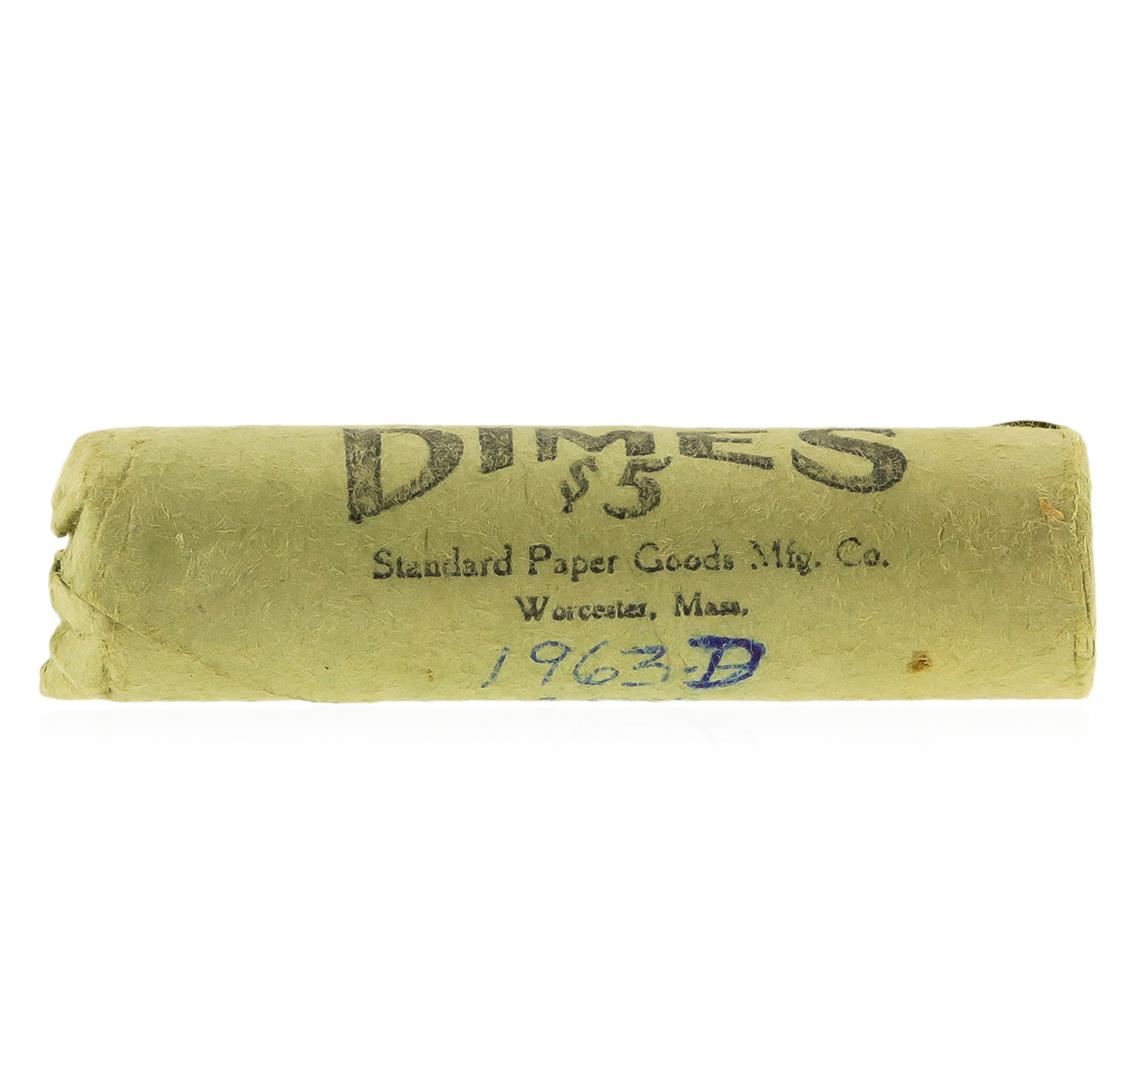 DIMES
$5
Standard Paper Goods Mfg. Co.
Worcester, Mass.
1963-D